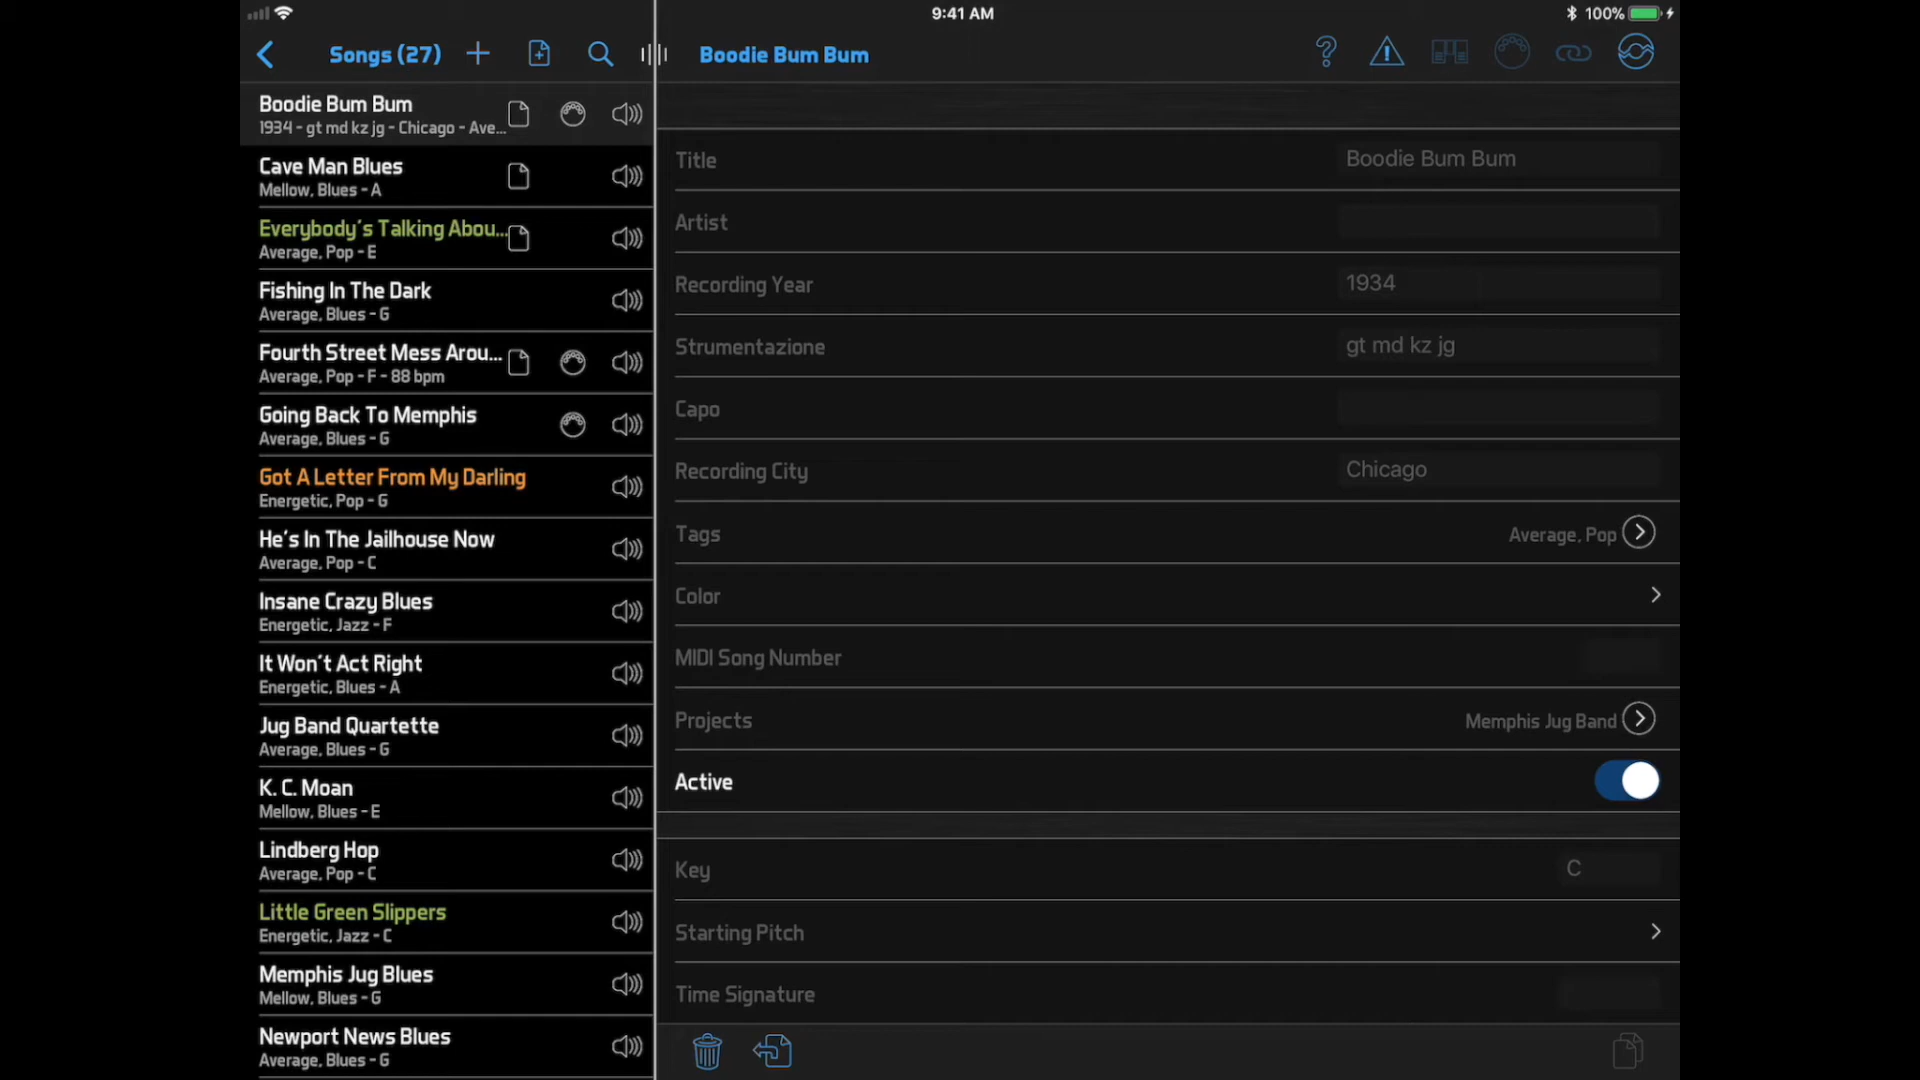 9:41 AM
100%
Songs (27)
Boodie Bum Bum
Boodie Bum Bum
1934 - gt md kz jg - Chicago - Ave...
Cave Man Blues
Mellow, Blues - A
Everybody's Talking Abou...
Average, Pop - E
Fishing In The Dark
Average, Blues - G
Fourth Street Mess Arou...
Average, Pop - F - 88 bpm
Going Back To Memphis
Average, Blues - G
Got A Letter From My Darling
Energetic, Pop - G
He's In The Jailhouse Now
Average, Pop - C
Insane Crazy Blues
Energetic, Jazz - F
It Won't Act Right
Energetic, Blues - A
Jug Band Quartette
Average, Blues - G
K. C. Moan
Mellow, Blues - E
Lindberg Hop
Average, Pop - C
Little Green Slippers
Energetic, Jazz - C
Memphis Jug Blues
Mellow, Blues - G
Newport News Blues
Average, Blues - G
Title Boodie Bum Bum
Artist
Recording Year 1934
Strumentazione gt md kz jg
Capo
Recording City Chicago
Tags Average, Pop
Color
MIDI Song Number
Projects Memphis Jug Band
Active
Key C
Starting Pitch
Time Signature